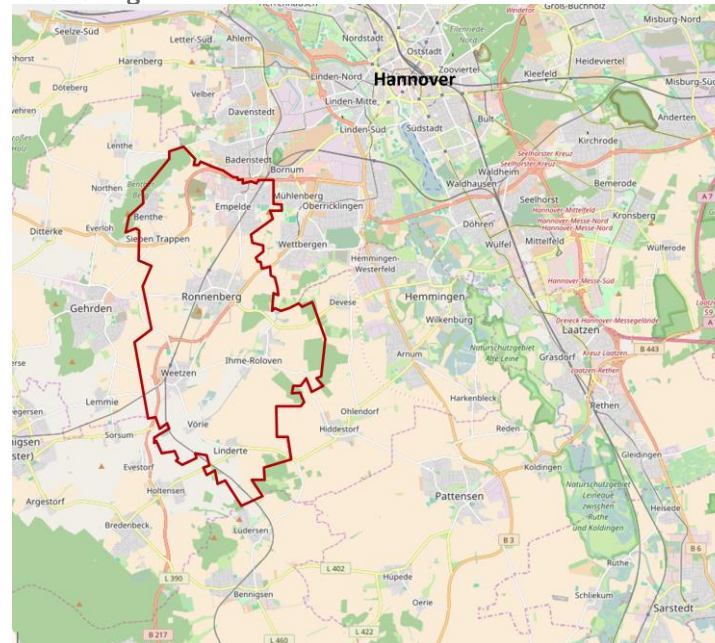 Seelze-Süd
Letter-Süd
Ahlem
Herrenhausen
Nordstadt
Oststadt
Groß-Buchholz
Misburg-Nord
Harenberg
Döteberg
Velber
Linden-Nord
Zooviertel
Heideviertel
Hannover
Kleefeld
Misburg-Süd
Linden-Mitte
Davenstedt
Linden-Süd
Südstadt
Bult
Anderten
Lenthe
Badenstedt
Kirchrode
Bornum
Seelhorster Kreuz
Waldheim
Bemerode
Northen
Benthe
Empelde
Mühlenberg
Oberricklingen
Waldhausen
Seelhorst
Kronsberg
A 7
Everloh
Ditterke
Sieben Trappen
Wettbergen
Döhren
Wülfel
Mittelfeld
Hannover-Messe-Nord
Wülferode
Hemmingen-
Westerfeld
Hannover-Messe-Süd
Gehrden
Ronnenberg
Devese
Hemmingen
Wilkenburg
Dreieck Hannover-Messegelände
Laatzen
Naturschutzgebiet
Alte Leine
Grasdorf
Kreuz Laatzen
B 443
Laatzen-Rethen
Ihme-Roloven
Arnum
Weetzen
Harkenbleck
Rethen
Lemmie
Ohlendorf
Vörie
Reden
Gleidingen
Sorsum
Linderte
Hiddestorf
Evestorf
Koldingen
Holtensen
Pattensen
Naturschutzgebiet
Leineaue
zwischen
Ruthe
und Koldingen
Heisede
Argestorf
Bredenbeck
Lüdersen
B 3
B 6
L 390
L 402
Hüpede
Ruthe
Bennigsen
Oerie
Schliekum
Sarstedt
B 217
L 460
L 422